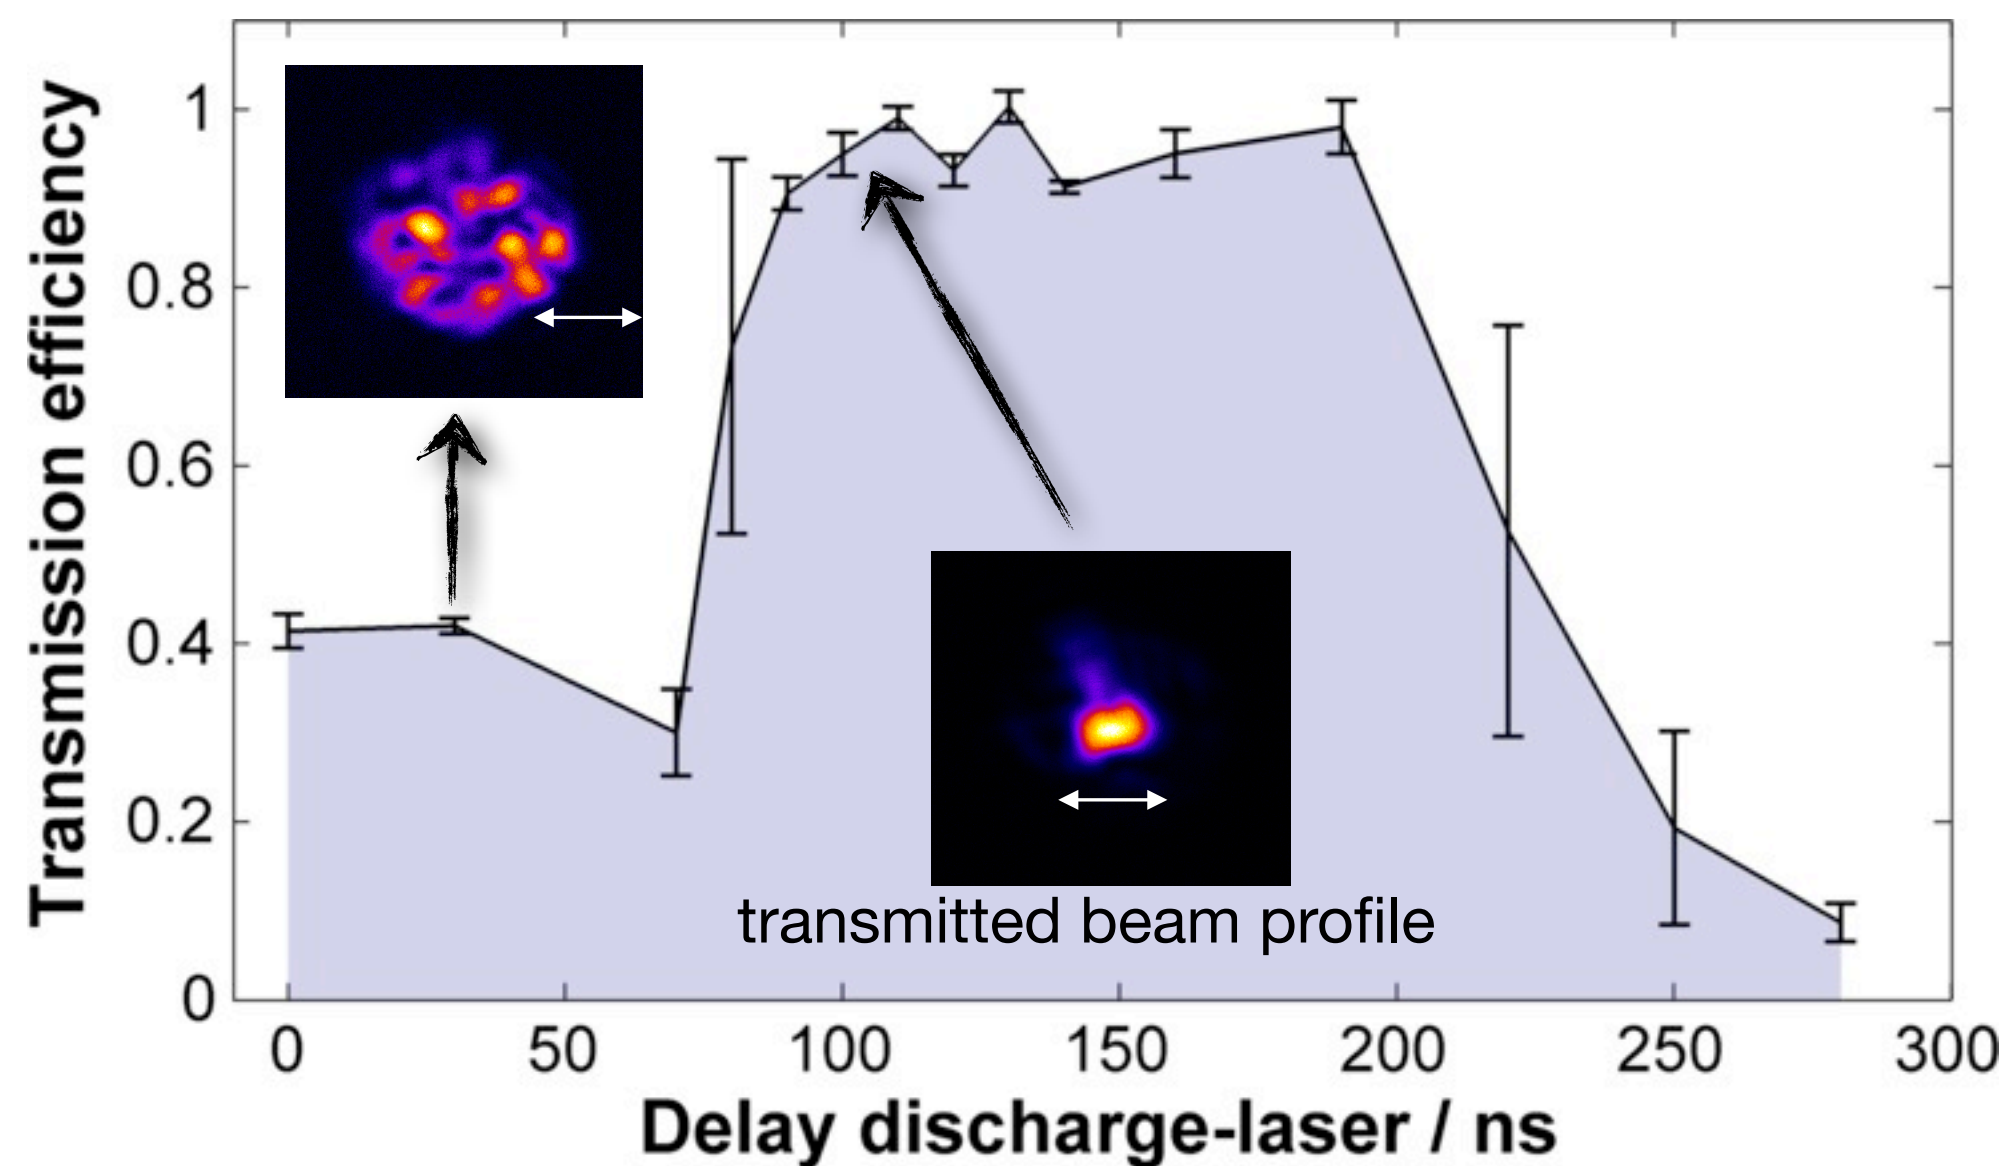 Transmission efficiency
1
0.8
0.6
0.4
0.2
0
transmitted beam profile
0 50 100 150 200 250 300
Delay discharge-laser / ns